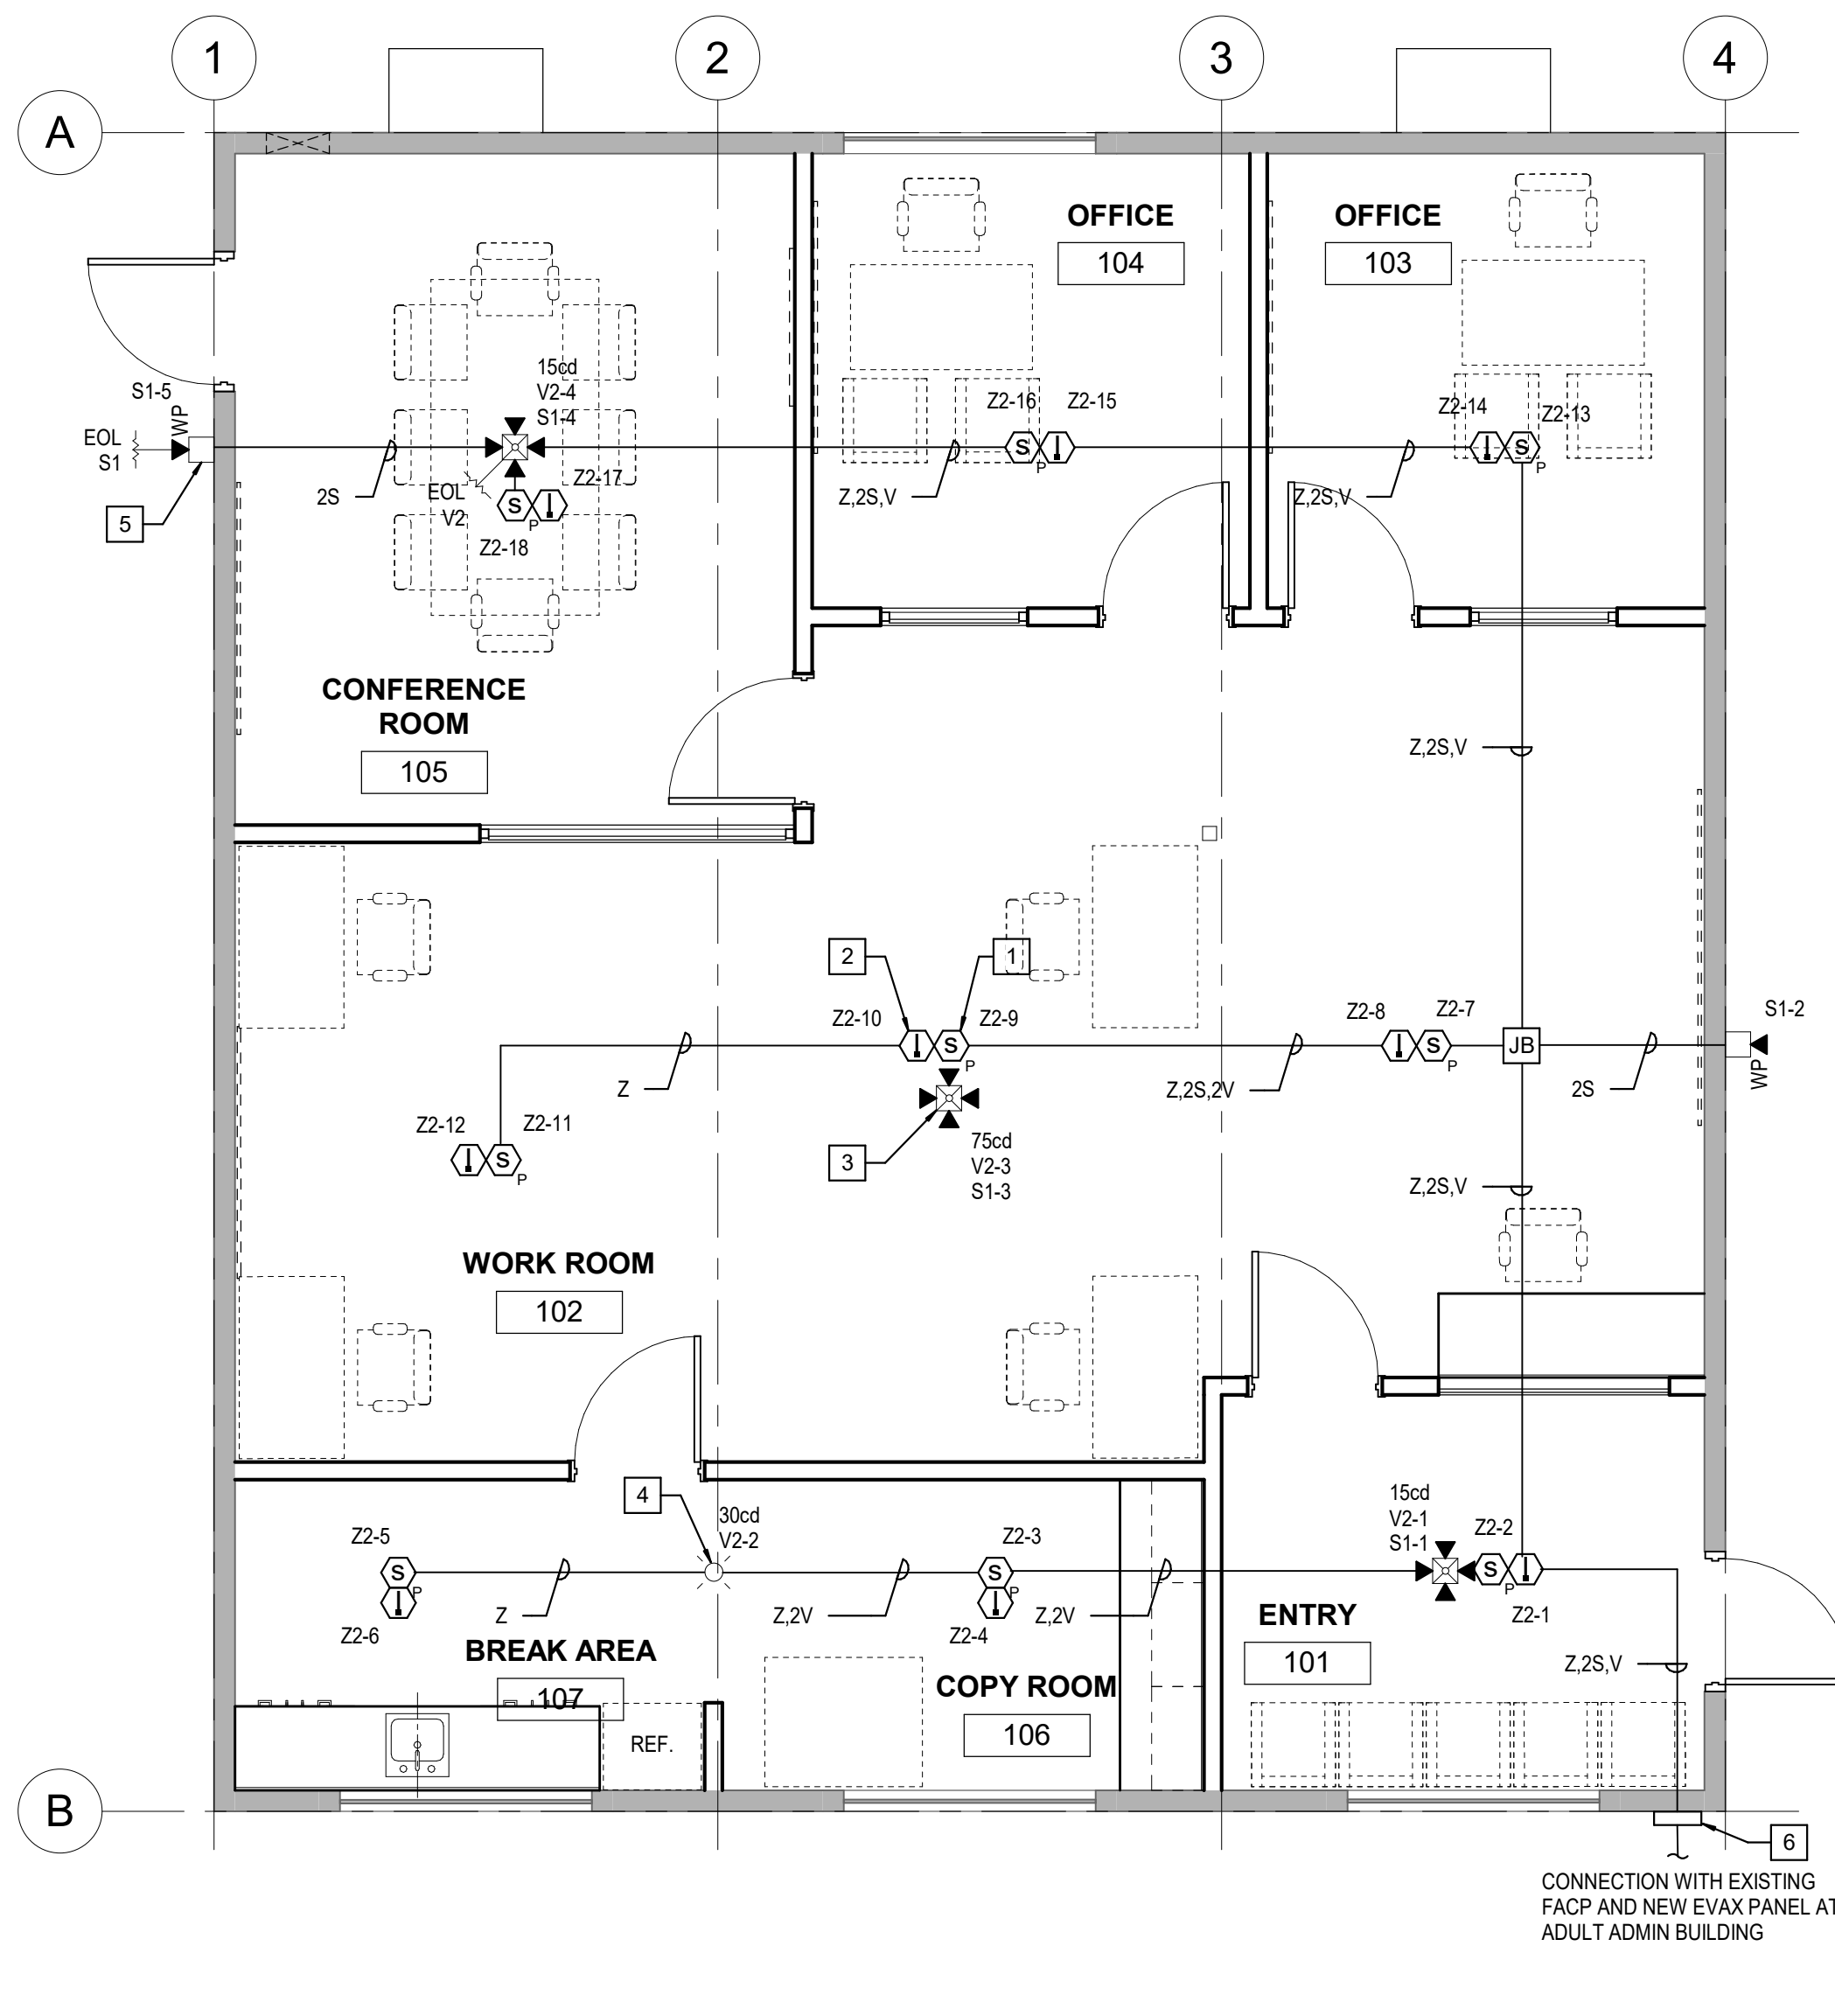 1
2
3
4
A
OFFICE
104
OFFICE
103
15cd
V2-4
S1-4
S1-5
WP
EOL
S1
5
2S
EOL
V2
Z2-17
S
P
Z2-18
Z2-16
Z2-15
S
P
Z,2S,V
Z2-14
Z2-13
S
P
Z,2S,V
CONFERENCE
ROOM
105
Z,2S,V
2
1
Z2-10
Z2-9
S
P
Z2-8
Z2-7
S
P
JB
S1-2
WP
Z
Z,2S,2V
2S
Z2-12
Z2-11
S
P
3
75cd
V2-3
S1-3
Z,2S,V
WORK ROOM
102
4
30cd
V2-2
15cd
V2-1
S1-1
Z2-5
S
P
Z2-6
Z
Z2-3
S
P
Z2-4
Z,2V
Z,2V
Z2-2
S
P
Z2-1
ENTRY
101
Z,2S,V
BREAK AREA
107
COPY ROOM
106
REF.
B
6
CONNECTION WITH EXISTING
FACP AND NEW EVAX PANEL AT
ADULT ADMIN BUILDING